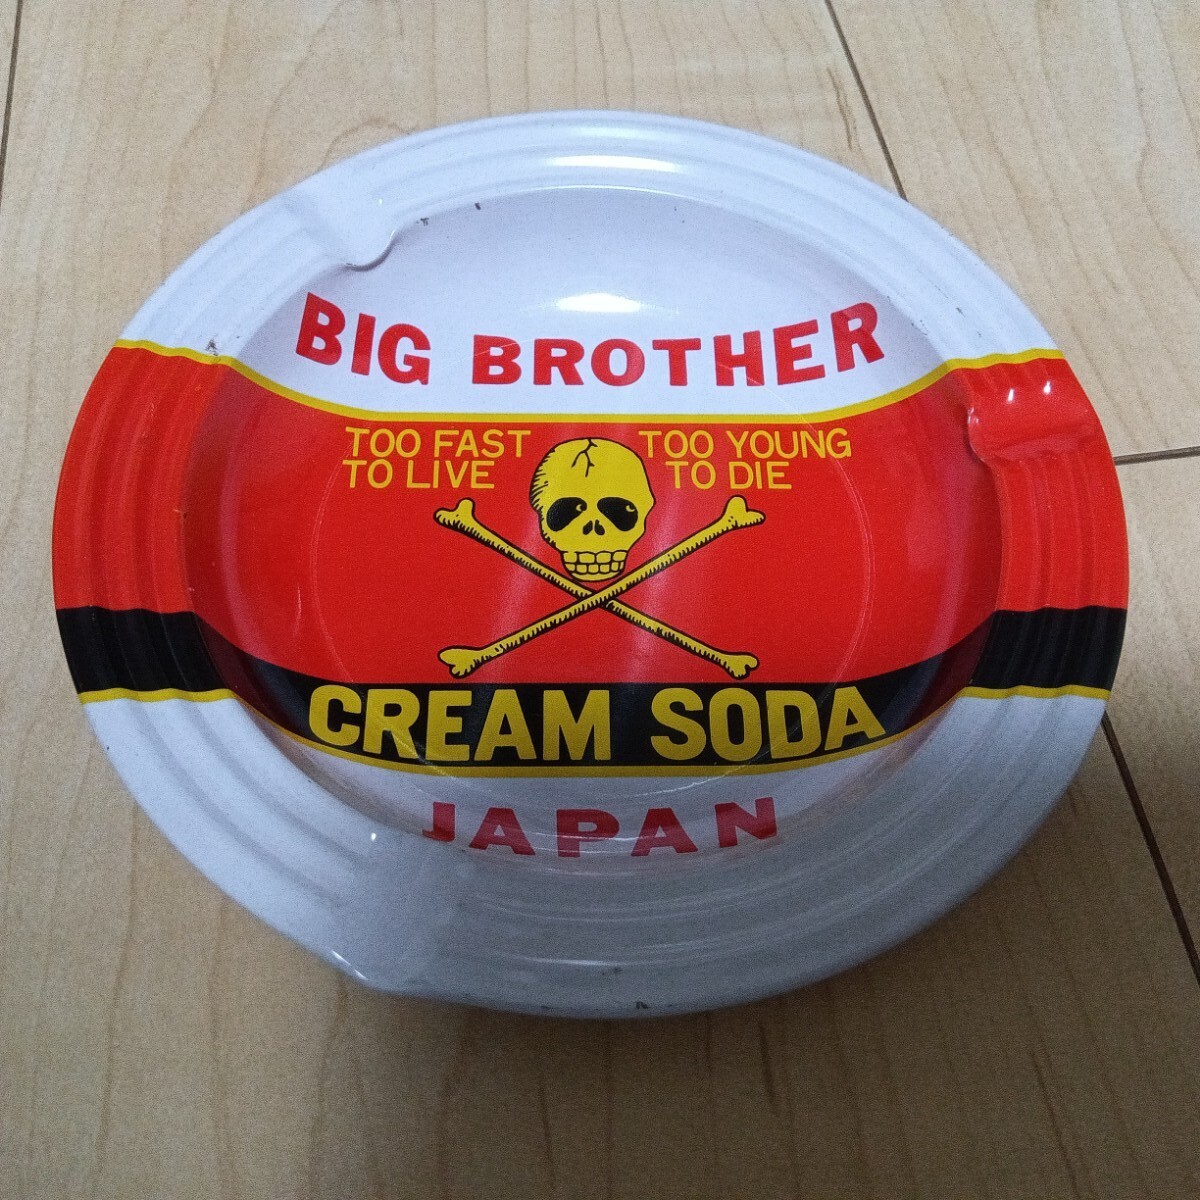 BIG BROTHER
TOO FAST TO LIVE
TOO YOUNG TO DIE
CREAM SODA
JAPAN